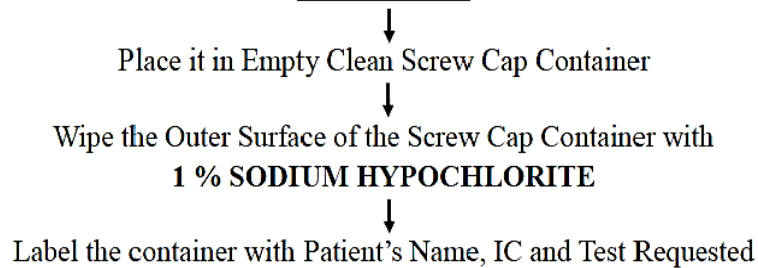 Place it in Empty Clean Screw Cap Container
Wipe the Outer Surface of the Screw Cap Container with
1 % SODIUM HYPOCHLORITE
Label the container with Patient's Name, IC and Test Requested